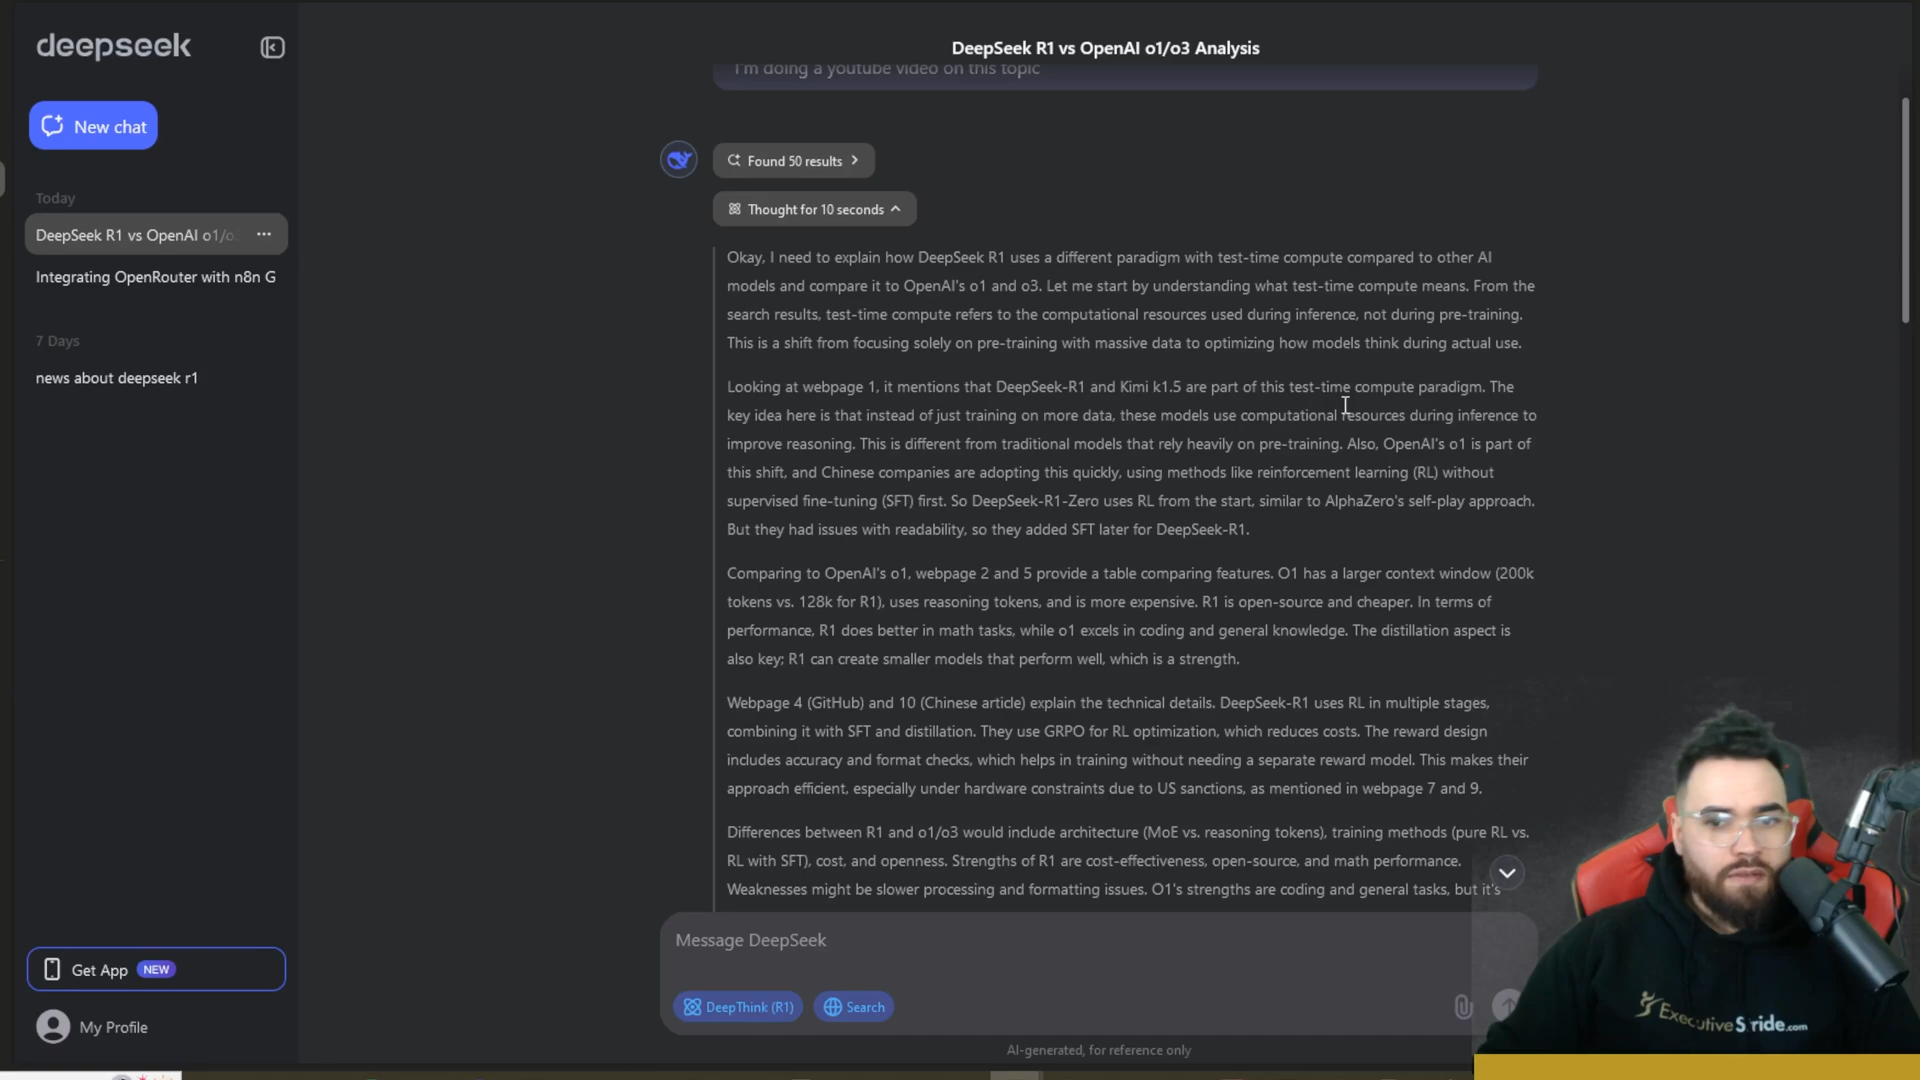 deepseek
New chat
Today
DeepSeek R1 vs OpenAI o1/o
Integrating OpenRouter with n8n G
7 Days
news about deepseek r1
Get App NEW
My Profile
DeepSeek R1 vs OpenAI o1/o3 Analysis
I'm doing a youtube video on this topic
Found 50 results
Thought for 10 seconds
Okay, I need to explain how DeepSeek R1 uses a different paradigm with test-time compute compared to other AI
models and compare it to OpenAI's o1 and o3. Let me start by understanding what test-time compute means. From the
search results, test-time compute refers to the computational resources used during inference, not during pre-training.
This is a shift from focusing solely on pre-training with massive data to optimizing how models think during actual use.
Looking at webpage 1, it mentions that DeepSeek-R1 and Kimi k1.5 are part of this test-time compute paradigm. The
key idea here is that instead of just training on more data, these models use computational resources during inference to
improve reasoning. This is different from traditional models that rely heavily on pre-training. Also, OpenAI's o1 is part of
this shift, and Chinese companies are adopting this quickly, using methods like reinforcement learning (RL) without
supervised fine-tuning (SFT) first. So DeepSeek-R1-Zero uses RL from the start, similar to AlphaZero's self-play approach.
But they had issues with readability, so they added SFT later for DeepSeek-R1.
Comparing to OpenAI's o1, webpage 2 and 5 provide a table comparing features. O1 has a larger context window (200k
tokens vs. 128k for R1), uses reasoning tokens, and is more expensive. R1 is open-source and cheaper. In terms of
performance, R1 does better in math tasks, while o1 excels in coding and general knowledge. The distillation aspect is
also key; R1 can create smaller models that perform well, which is a strength.
Webpage 4 (GitHub) and 10 (Chinese article) explain the technical details. DeepSeek-R1 uses RL in multiple stages,
combining it with SFT and distillation. They use GRPO for RL optimization, which reduces costs. The reward design
includes accuracy and format checks, which helps in training without needing a separate reward model. This makes their
approach efficient, especially under hardware constraints due to US sanctions, as mentioned in webpage 7 and 9.
Differences between R1 and o1/o3 would include architecture (MoE vs. reasoning tokens), training methods (pure RL vs.
RL with SFT), cost, and openness. Strengths of R1 are cost-effectiveness, open-source, and math performance.
Weaknesses might be slower processing and formatting issues. O1's strengths are coding and general tasks, but it's
Message DeepSeek
DeepThink (R1)
Search
AI-generated, for reference only
ExecutiveStride.com